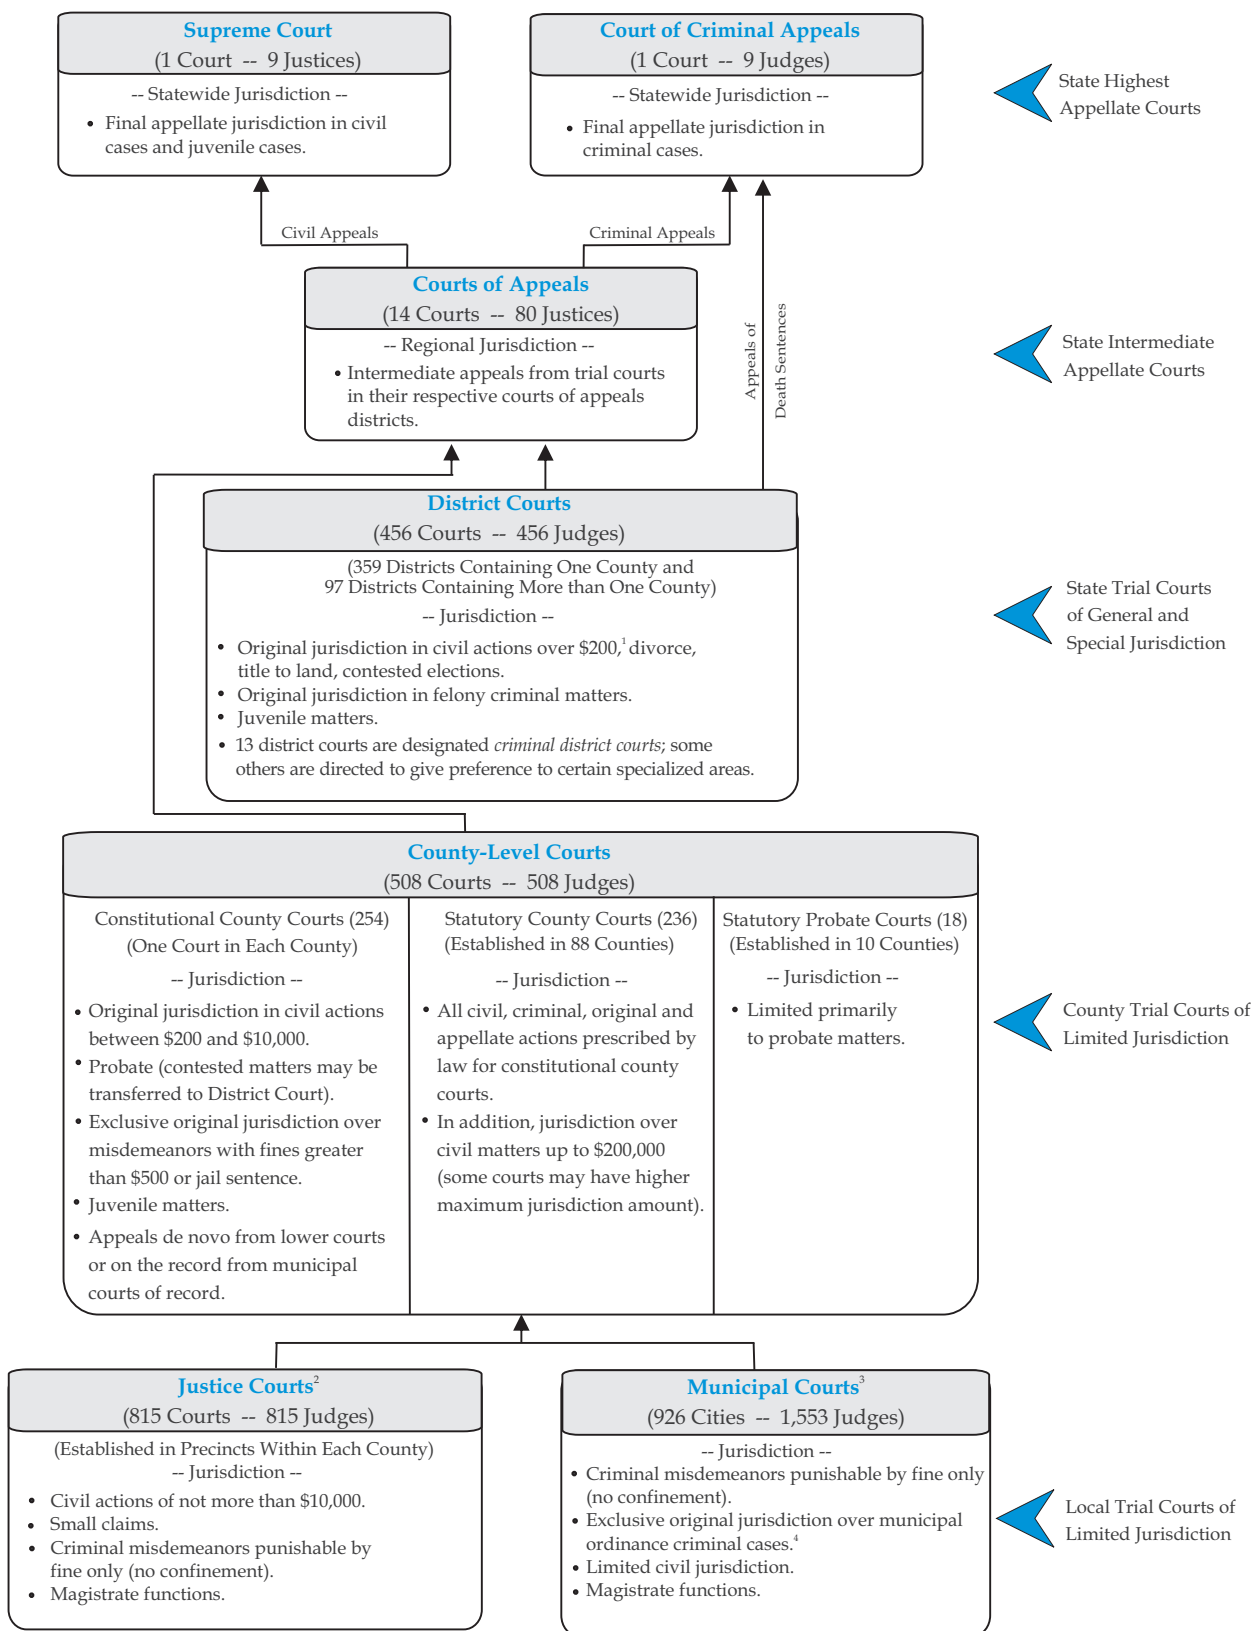 Supreme Court
(1 Court -- 9 Justices)
-- Statewide Jurisdiction --
• Final appellate jurisdiction in civil
cases and juvenile cases.
Court of Criminal Appeals
(1 Court -- 9 Judges)
-- Statewide Jurisdiction --
• Final appellate jurisdiction in
criminal cases.
State Highest
Appellate Courts
Civil Appeals
Criminal Appeals
Appeals of
Death Sentences
Courts of Appeals
(14 Courts -- 80 Justices)
-- Regional Jurisdiction --
• Intermediate appeals from trial courts
in their respective courts of appeals
districts.
State Intermediate
Appellate Courts
District Courts
(456 Courts -- 456 Judges)
(359 Districts Containing One County and
97 Districts Containing More than One County)
-- Jurisdiction --
• Original jurisdiction in civil actions over $200,¹ divorce,
title to land, contested elections.
• Original jurisdiction in felony criminal matters.
• Juvenile matters.
• 13 district courts are designated criminal district courts; some
others are directed to give preference to certain specialized areas.
State Trial Courts
of General and
Special Jurisdiction
County-Level Courts
(508 Courts -- 508 Judges)
Constitutional County Courts (254)
(One Court in Each County)
-- Jurisdiction --
• Original jurisdiction in civil actions
between $200 and $10,000.
• Probate (contested matters may be
transferred to District Court).
• Exclusive original jurisdiction over
misdemeanors with fines greater
than $500 or jail sentence.
• Juvenile matters.
• Appeals de novo from lower courts
or on the record from municipal
courts of record.
Statutory County Courts (236)
(Established in 88 Counties)
-- Jurisdiction --
• All civil, criminal, original and
appellate actions prescribed by
law for constitutional county
courts.
• In addition, jurisdiction over
civil matters up to $200,000
(some courts may have higher
maximum jurisdiction amount).
Statutory Probate Courts (18)
(Established in 10 Counties)
-- Jurisdiction --
• Limited primarily
to probate matters.
County Trial Courts of
Limited Jurisdiction
Justice Courts²
(815 Courts -- 815 Judges)
(Established in Precincts Within Each County)
-- Jurisdiction --
• Civil actions of not more than $10,000.
• Small claims.
• Criminal misdemeanors punishable by
fine only (no confinement).
• Magistrate functions.
Municipal Courts³
(926 Cities -- 1,553 Judges)
-- Jurisdiction --
• Criminal misdemeanors punishable by fine only
(no confinement).
• Exclusive original jurisdiction over municipal
ordinance criminal cases.⁴
• Limited civil jurisdiction.
• Magistrate functions.
Local Trial Courts of
Limited Jurisdiction